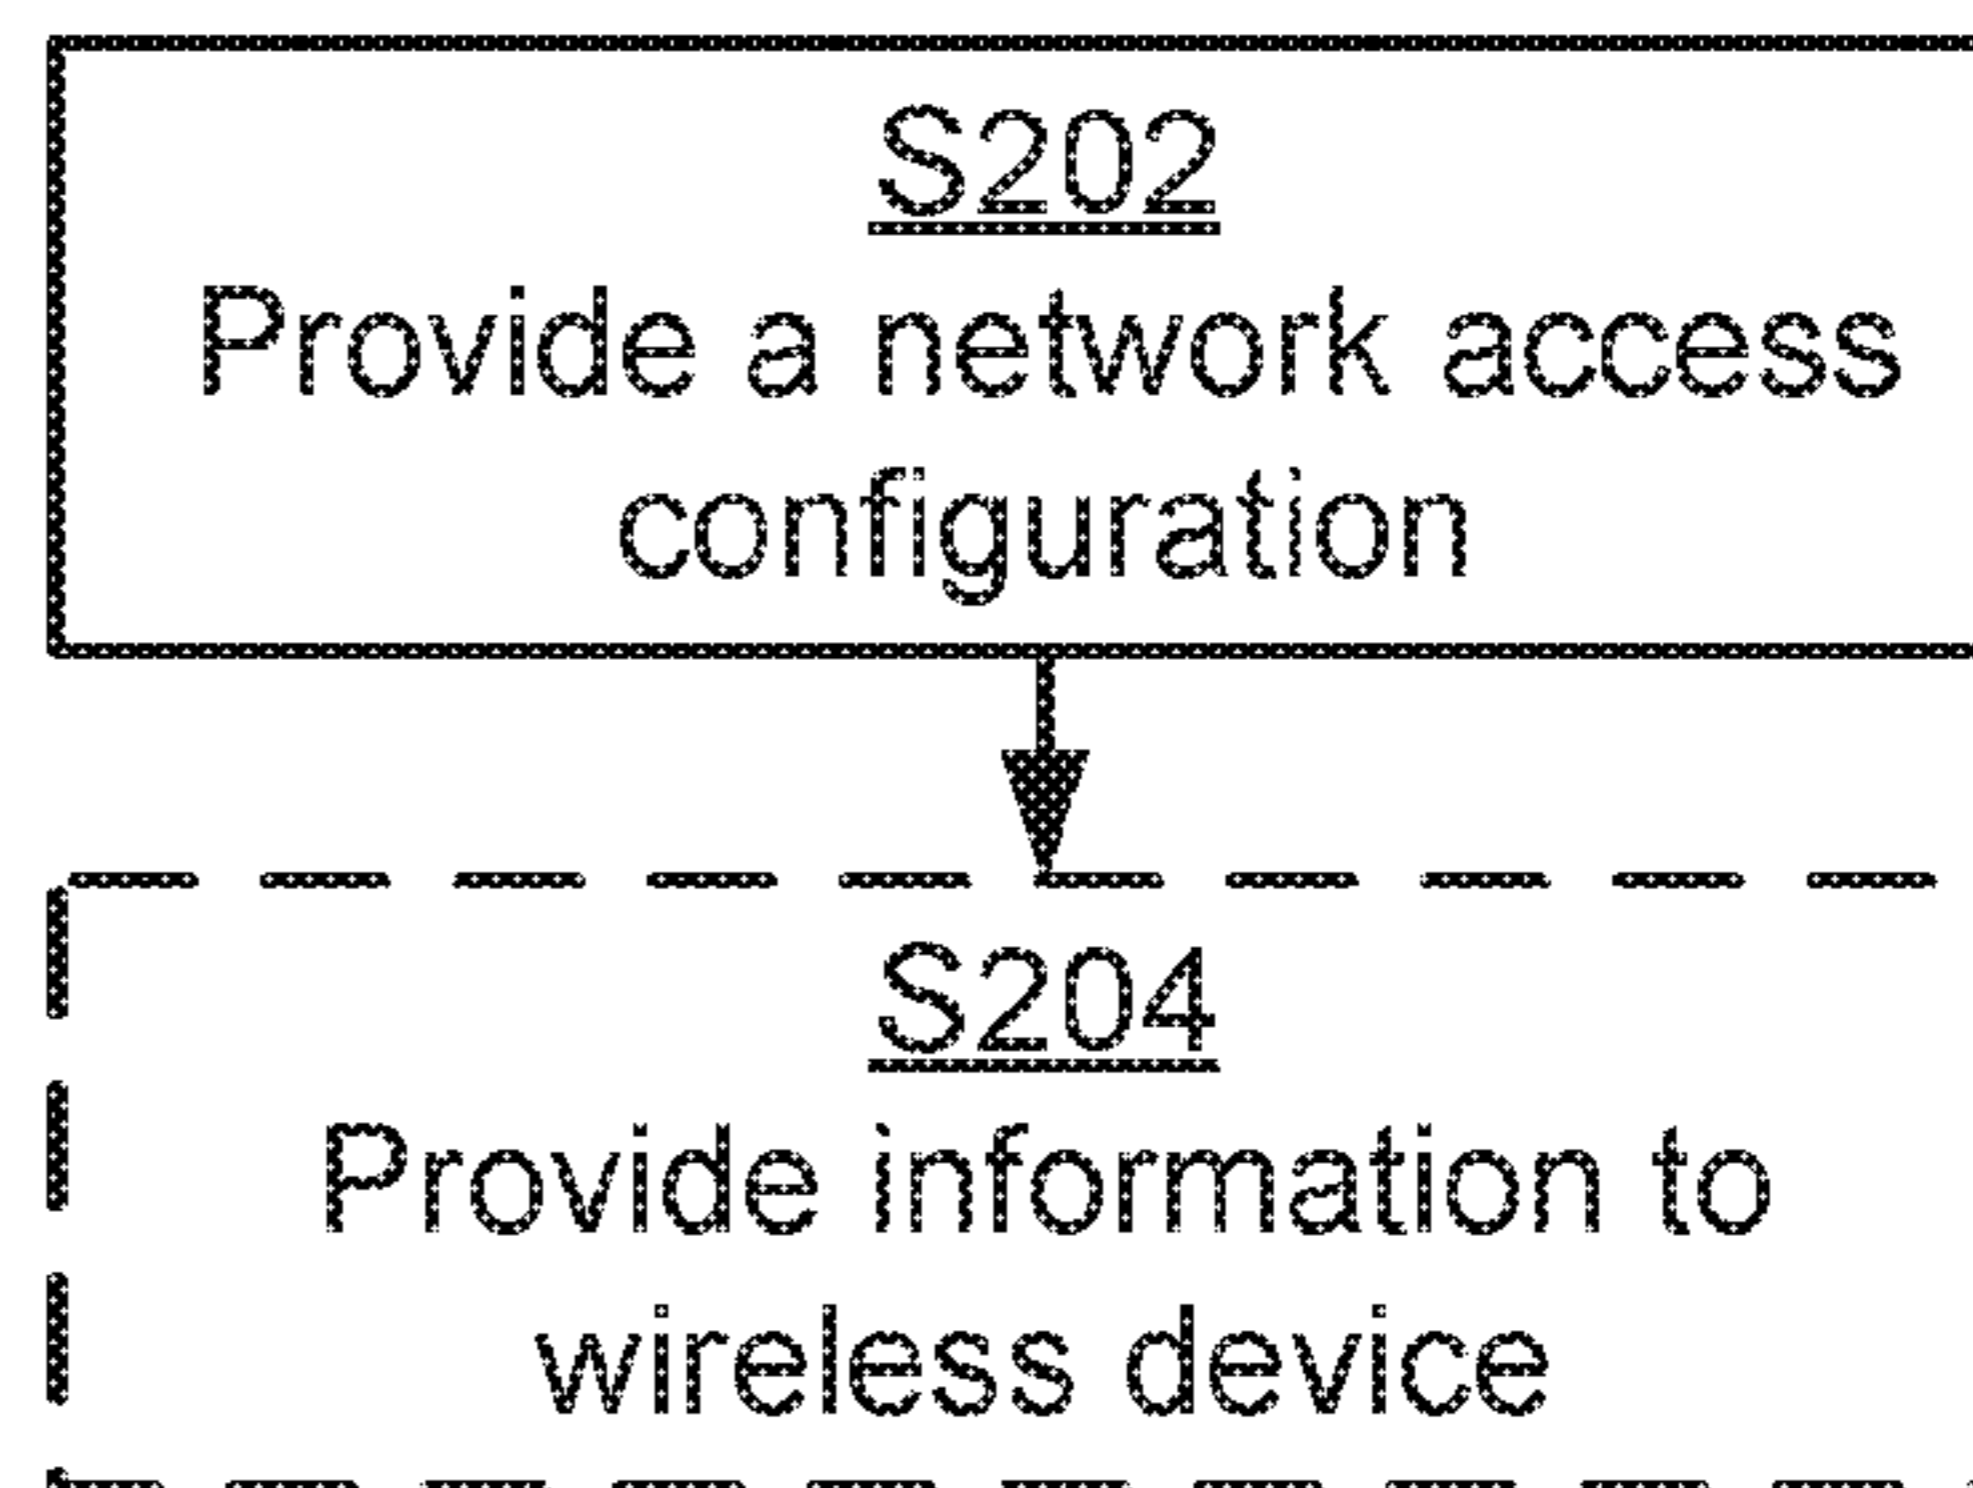 S202
Provide a network access
configuration
S204
Provide information to
wireless device